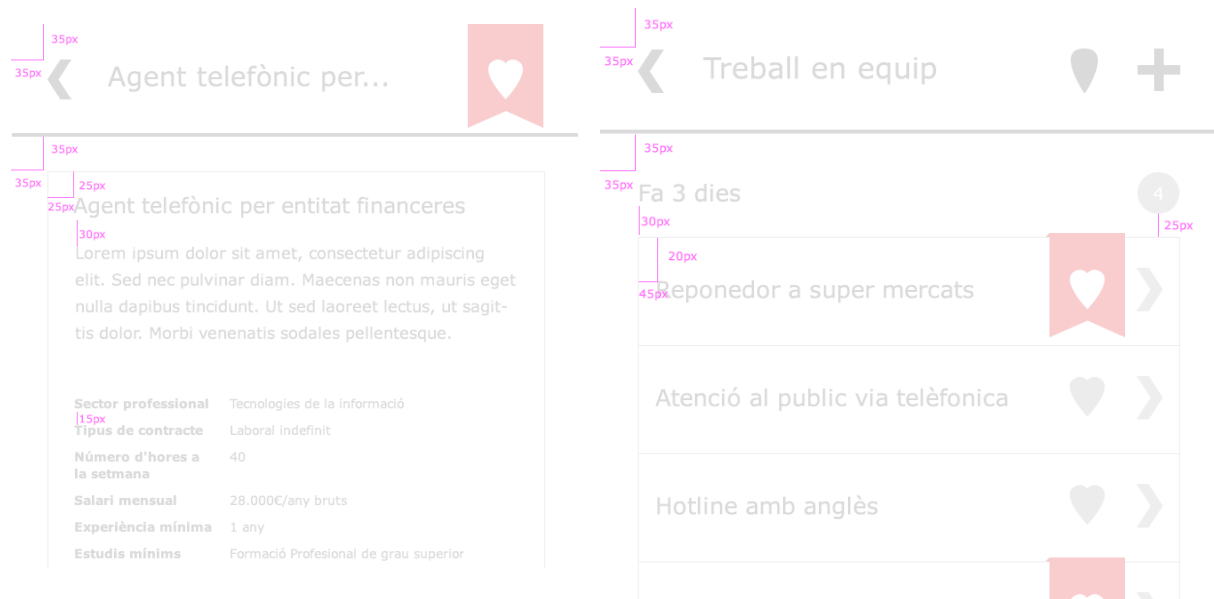 35px
35px
Agent telefònic per...
35px
35px
25px
25px
Agent telefònic per entitat financeres
30px
Lorem ipsum dolor sit amet, consectetur adipiscing
elit. Sed nec pulvinar diam. Maecenas non mauris eget
nulla dapibus tincidunt. Ut sed laoreet lectus, ut sagit-
tis dolor. Morbi venenatis sodales pellentesque.
Sector professional Tecnologies de la informació
15px
Tipus de contracte Laboral indefinit
Número d'hores a 40
la setmana
Salari mensual 28.000€/any bruts
Experiència mínima 1 any
Estudis mínims Formació Profesional de grau superior
35px
35px
Treball en equip
35px
35px
Fa 3 dies 4
30px
25px
20px
45px
Reponedor a super mercats
Atenció al public via telèfonica
Hotline amb anglès